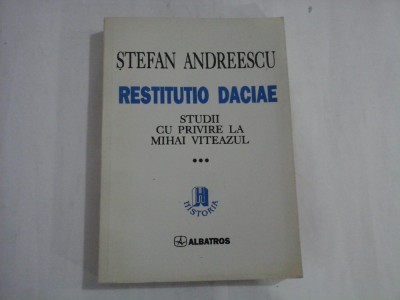 ȘTEFAN ANDREESCU
RESTITUTIO DACIAE
STUDII
CU PRIVIRE LA
MIHAI VITEAZUL
●●●
HISTORIA
ALBATROS